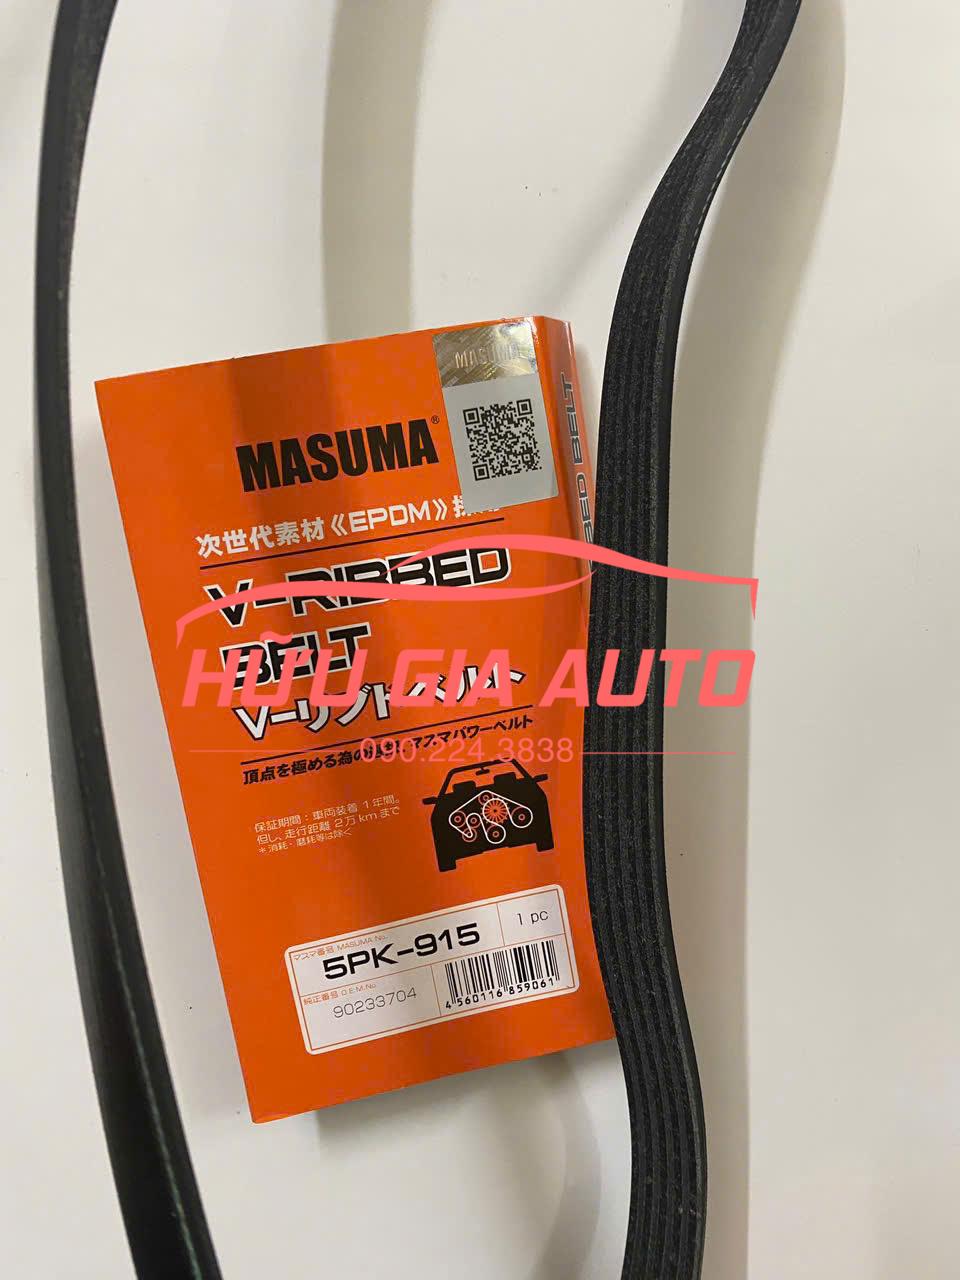 MASUMA
MASUMA®
次世代素材《EPDM》採用
V-RIBBED
BELT
V-リブドベルト
頂点を極める為の
マスマパワーベルト
保証期間：車両装着 1年間。
但し、走行距離 2万kmまで
＊消耗・磨耗等は除く
マスマ番号 MASUMA No.
5PK-915
1 pc
純正番号 O.E.M.No
90233704
4 560116 859061
BED BELT
HỮU GIA AUTO
090.224.3838